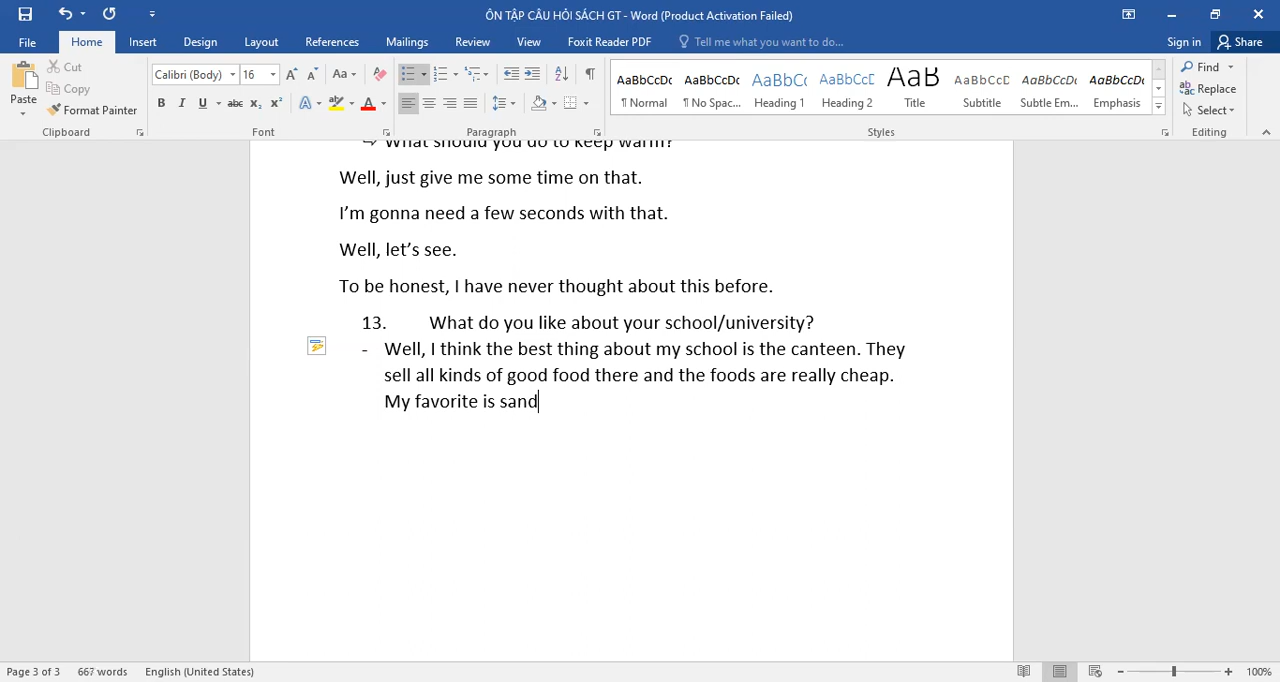 ÔN TẬP CÂU HỎI SÁCH GT - Word (Product Activation Failed)
File Home Insert Design Layout References Mailings Review View Foxit Reader PDF Tell me what you want to do... Sign in Share
Paste Cut Copy Format Painter
Clipboard
Calibri (Body) 16 A A Aa
B I U abc X₂ X² A A
Font
Paragraph
AaBbCcDc AaBbCcDc AaBbCc AaBbCcC AaB AaBbCcD AaBbCcDc AaBbCcDc
¶ Normal ¶ No Spac... Heading 1 Heading 2 Title Subtitle Subtle Em... Emphasis
Styles
Find
Replace
Select
Editing
What should you do to keep warm?
Well, just give me some time on that.
I’m gonna need a few seconds with that.
Well, let’s see.
To be honest, I have never thought about this before.
13. What do you like about your school/university?
- Well, I think the best thing about my school is the canteen. They
sell all kinds of good food there and the foods are really cheap.
My favorite is sand
Page 3 of 3 667 words English (United States) 100%